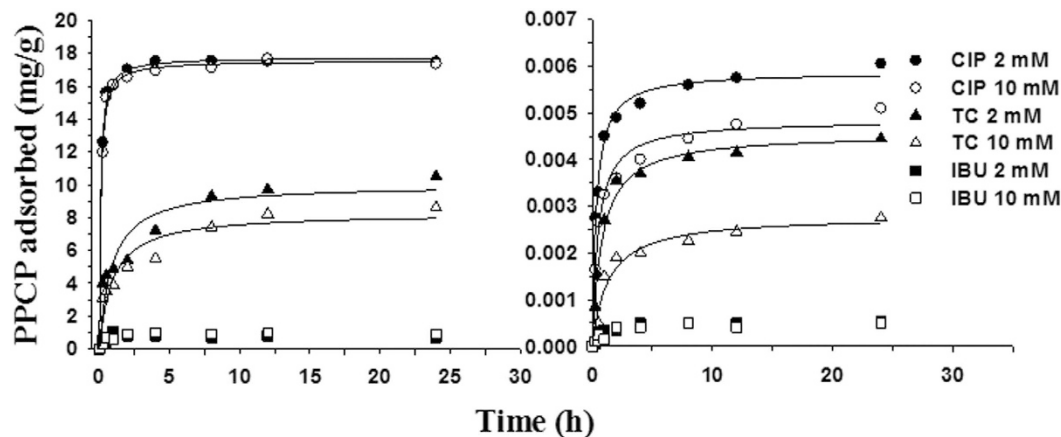 PPCP adsorbed (mg/g)
20
18
16
14
12
10
8
6
4
2
0
0 5 10 15 20 25 30
0.007
0.006
0.005
0.004
0.003
0.002
0.001
0.000
0 10 20 30
CIP 2 mM
CIP 10 mM
TC 2 mM
TC 10 mM
IBU 2 mM
IBU 10 mM
Time (h)